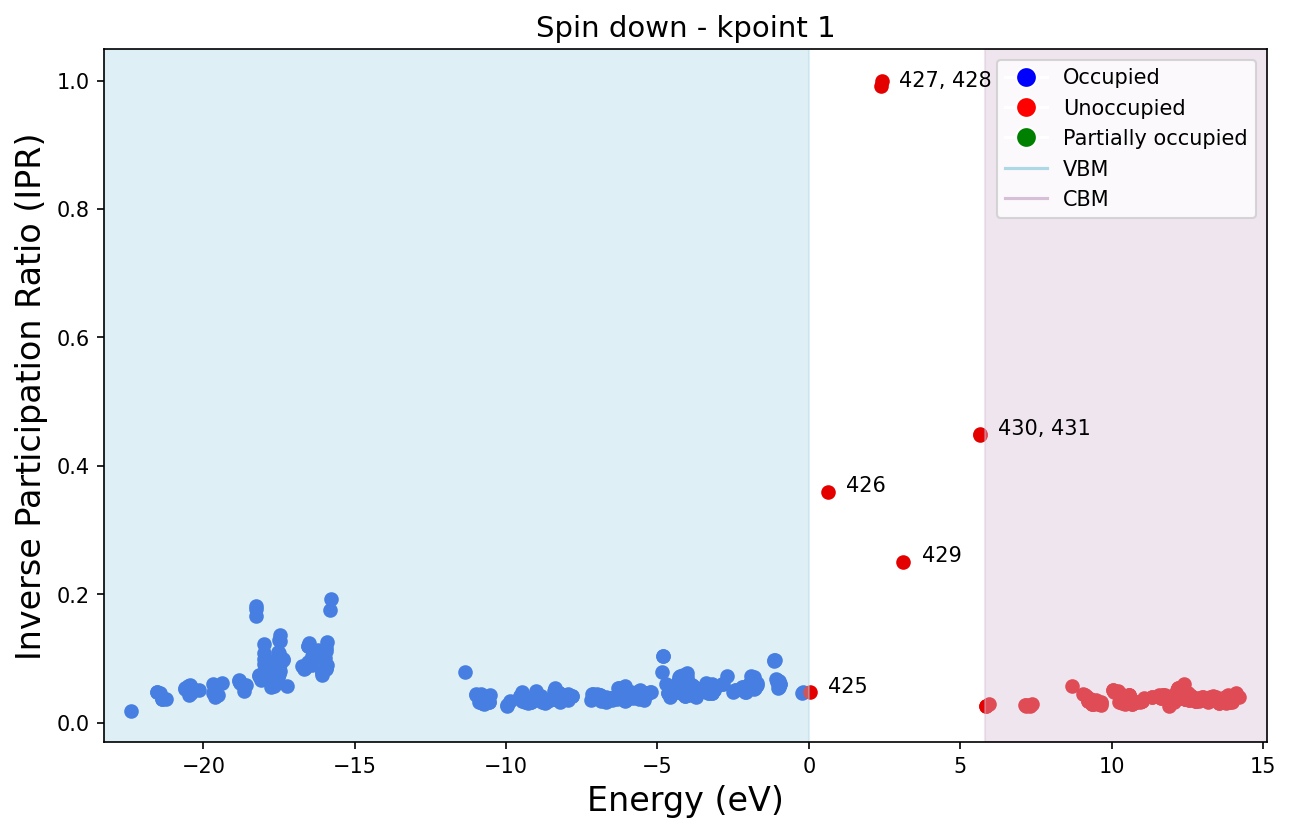 Spin down - kpoint 1
Inverse Participation Ratio (IPR)
1.0
0.8
0.6
0.4
0.2
0.0
427, 428
430, 431
426
429
425
Occupied
Unoccupied
Partially occupied
VBM
CBM
−20
−15
−10
−5
0
5
10
15
Energy (eV)